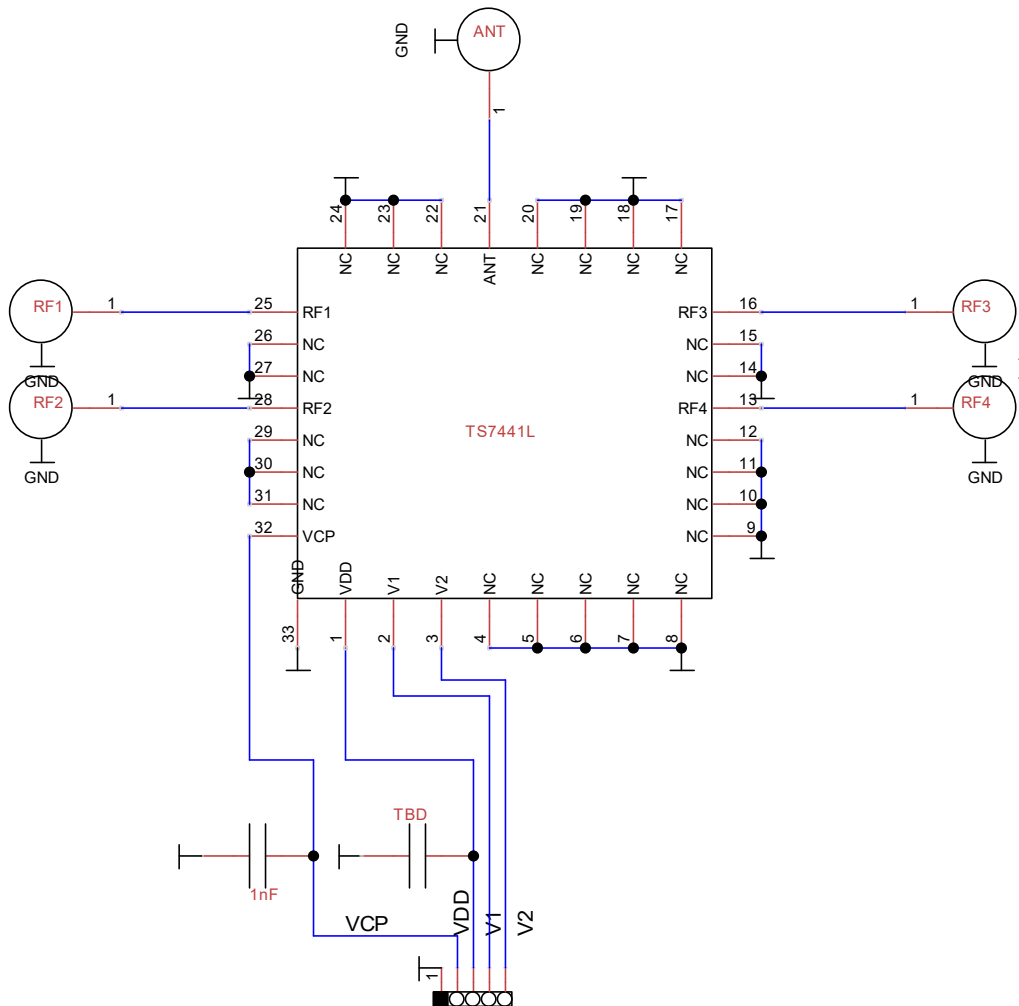 GND
ANT
1
24
23
22
21
20
19
18
17
NC
NC
NC
ANT
NC
NC
NC
NC
RF1
1
25
RF1
RF3
16
1
RF3
26
NC
NC
15
GND
27
NC
NC
14
GND
RF2
1
28
RF2
RF4
13
1
RF4
29
NC
TS7441L
NC
12
GND
30
NC
NC
11
GND
31
NC
NC
10
32
VCP
NC
9
GND
VDD
V1
V2
NC
NC
NC
NC
NC
33
1
2
3
4
5
6
7
8
TBD
1nF
VCP
VDD
V1
V2
1